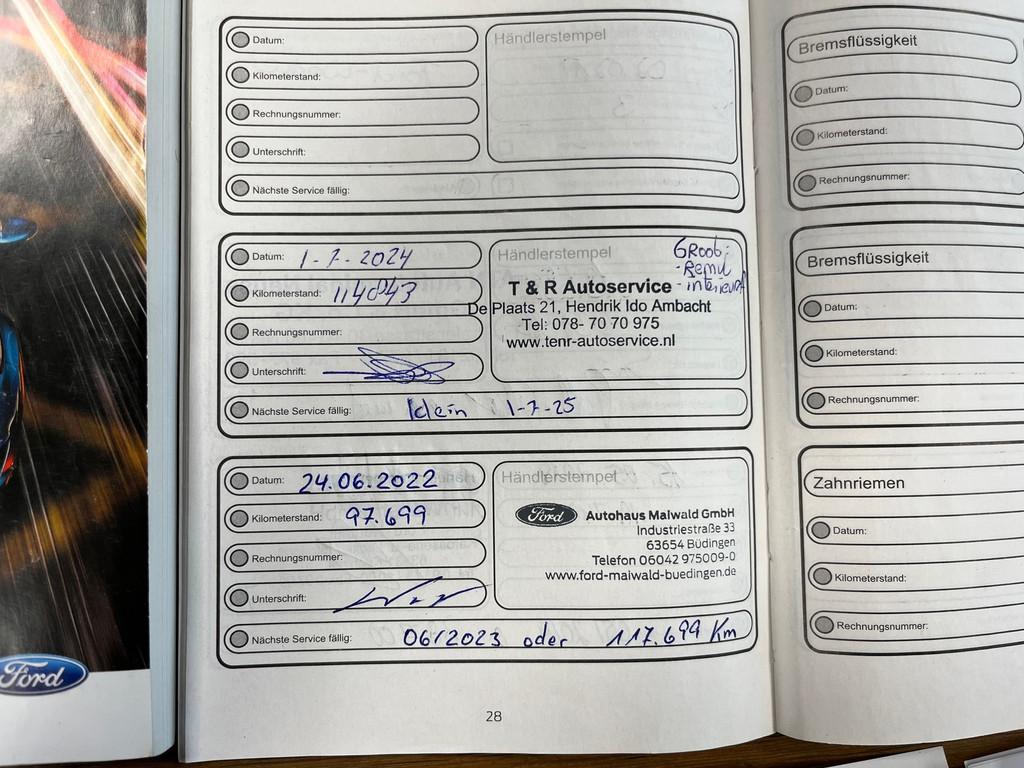 Datum:
Kilometerstand:
Rechnungsnummer:
Unterschrift:
Nächste Service fällig:
Händlerstempel
Datum: 1-7-2024
Kilometerstand: 114843
Rechnungsnummer:
Unterschrift:
Nächste Service fällig: klein 1-7-25
Händlerstempel
GROOB:
- Remvl
- interieurf
T & R Autoservice
De Plaats 21, Hendrik Ido Ambacht
Tel: 078- 70 70 975
www.tenr-autoservice.nl
Datum: 24.06.2022
Kilometerstand: 97.699
Rechnungsnummer:
Unterschrift:
Nächste Service fällig: 06/2023 oder 117.699 Km
Händlerstempel
Ford Autohaus Maiwald GmbH
Industriestraße 33
63654 Büdingen
Telefon 06042 975009-0
www.ford-maiwald-buedingen.de
28
Bremsflüssigkeit
Datum:
Kilometerstand:
Rechnungsnummer:
Bremsflüssigkeit
Datum:
Kilometerstand:
Rechnungsnummer:
Zahnriemen
Datum:
Kilometerstand:
Rechnungsnummer:
Ford